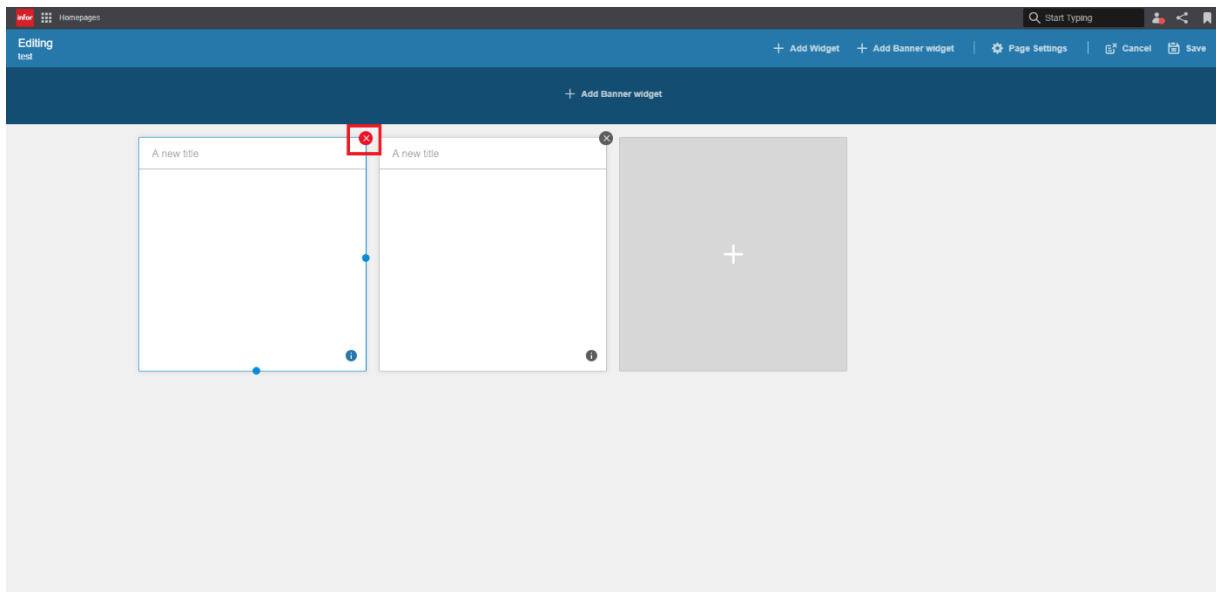 infor Homepages Start Typing
Editing
test
Add Widget Add Banner widget Page Settings Cancel Save
Add Banner widget
A new title A new title